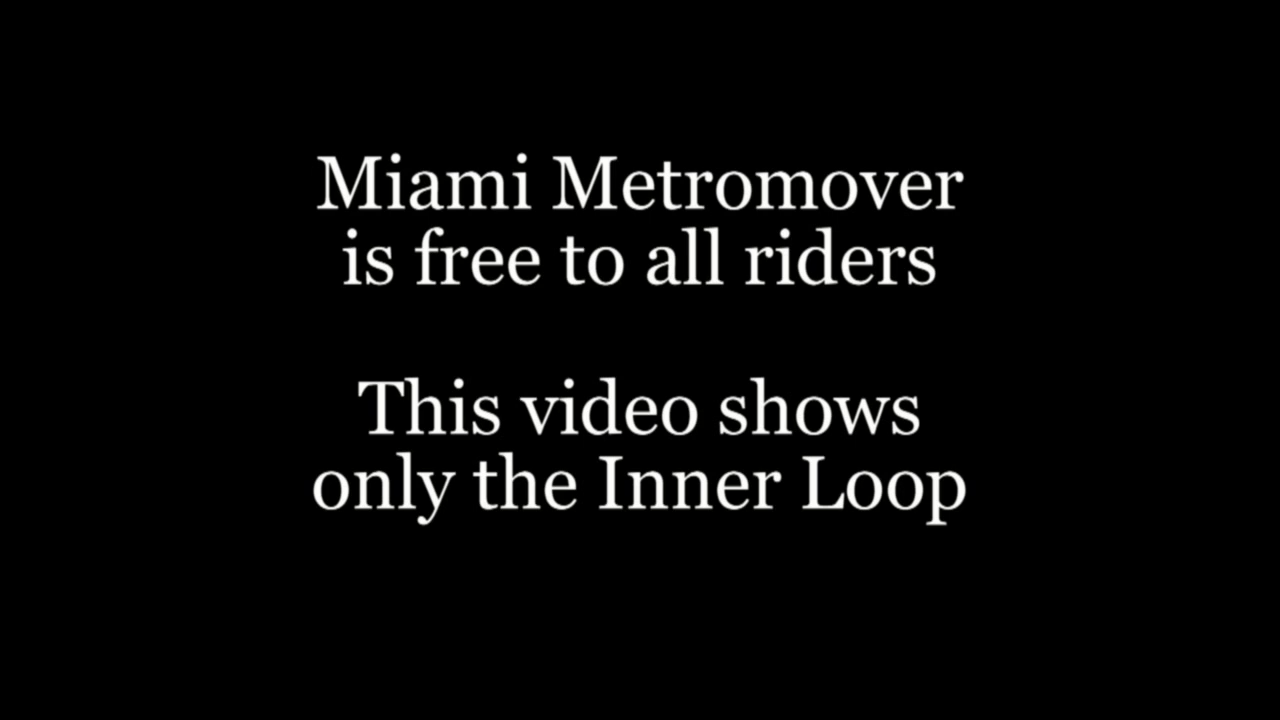 Miami Metromover
is free to all riders
This video shows
only the Inner Loop